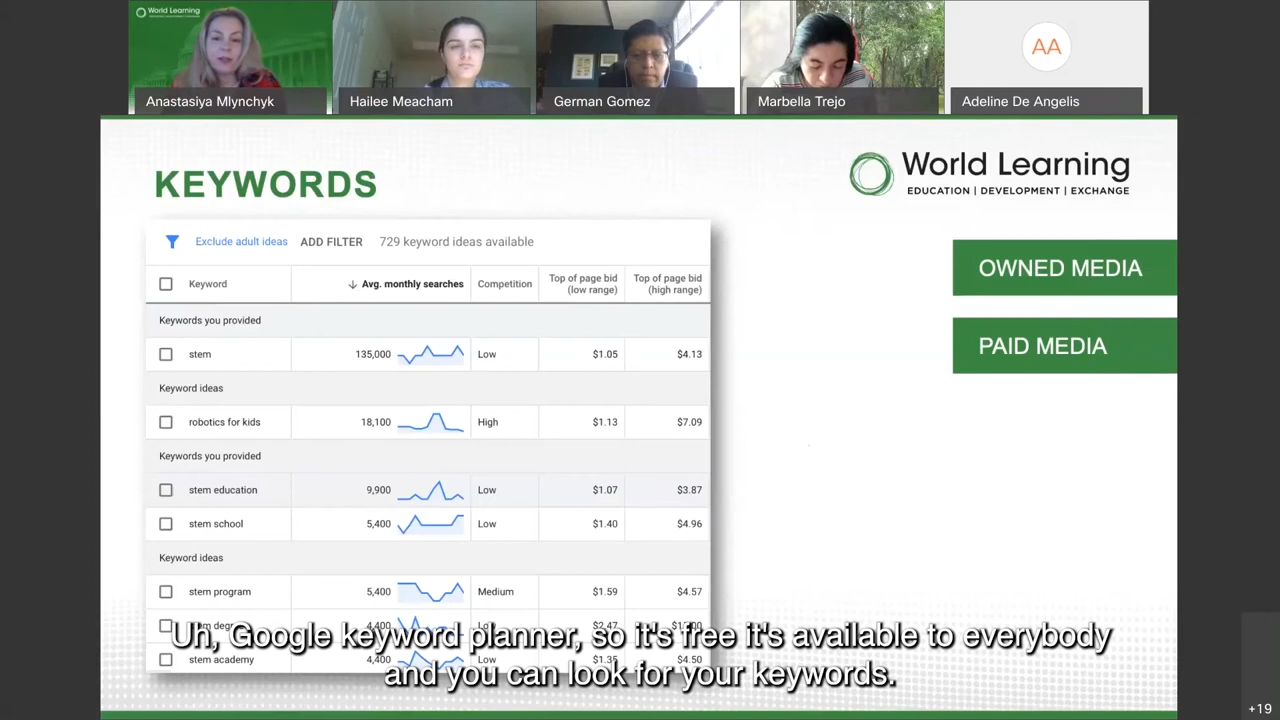 World Learning
Anastasiya Mlynchyk
Hailee Meacham
German Gomez
Marbella Trejo
AA
Adeline De Angelis
KEYWORDS
World Learning
EDUCATION | DEVELOPMENT | EXCHANGE
Exclude adult ideas ADD FILTER 729 keyword ideas available
Keyword ↓ Avg. monthly searches Competition Top of page bid (low range) Top of page bid (high range)
Keywords you provided
stem 135,000 Low $1.05 $4.13
Keyword ideas
robotics for kids 18,100 High $1.13 $7.09
Keywords you provided
stem education 9,900 Low $1.07 $3.87
stem school 5,400 Low $1.40 $4.96
Keyword ideas
stem program 5,400 Medium $1.59 $4.57
4,400 $2.47
stem academy 4,400 Low $4.50
OWNED MEDIA
PAID MEDIA
Uh, Google keyword planner, so it's free it's available to everybody
and you can look for your keywords.
+19